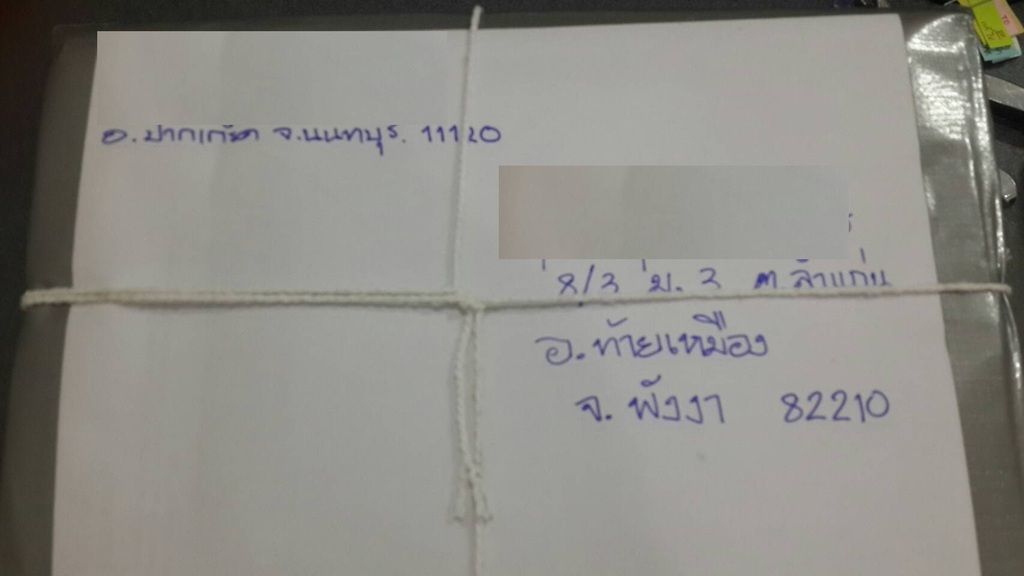 อ.ปากเกร็ด จ.นนทบุรี. 11120
8/3 ม. 2 ต.ลำแก่น
อ.ท้ายเหมือง
จ. พังงา 82210